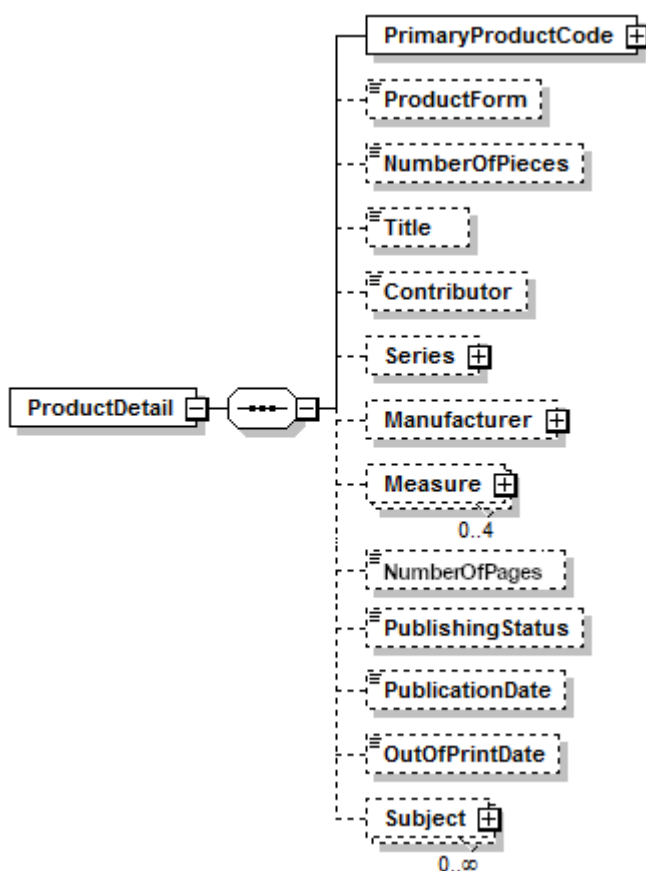 PrimaryProductCode
ProductForm
NumberOfPieces
Title
Contributor
Series
ProductDetail
Manufacturer
Measure
0..4
NumberOfPages
PublishingStatus
PublicationDate
OutOfPrintDate
Subject
0..∞